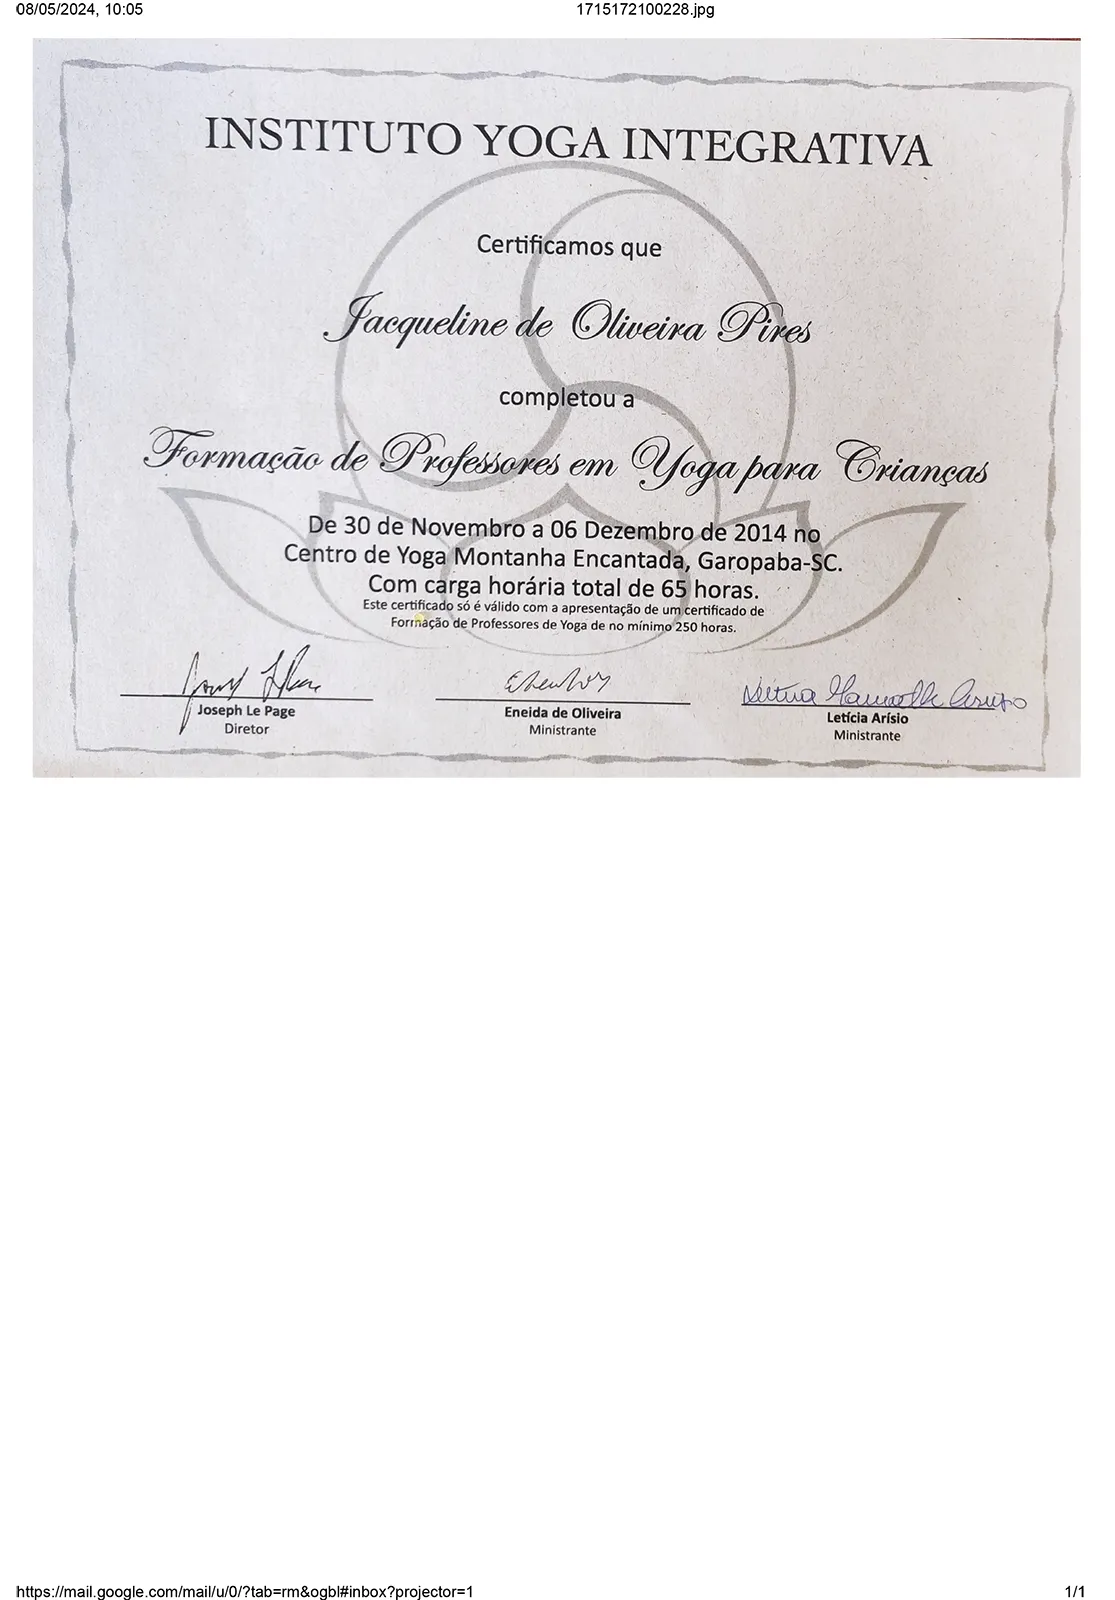 08/05/2024, 10:05
1715172100228.jpg
INSTITUTO YOGA INTEGRATIVA
Certificamos que
Jacqueline de Oliveira Pires
completou a
Formação de Professores em Yoga para Crianças
De 30 de Novembro a 06 Dezembro de 2014 no
Centro de Yoga Montanha Encantada, Garopaba-SC.
Com carga horária total de 65 horas.
Este certificado só é válido com a apresentação de um certificado de
Formação de Professores de Yoga de no mínimo 250 horas.
Joseph Le Page
Diretor
Eneida de Oliveira
Ministrante
Letícia Arísio
Ministrante
https://mail.google.com/mail/u/0/?tab=rm&ogbl#inbox?projector=1
1/1